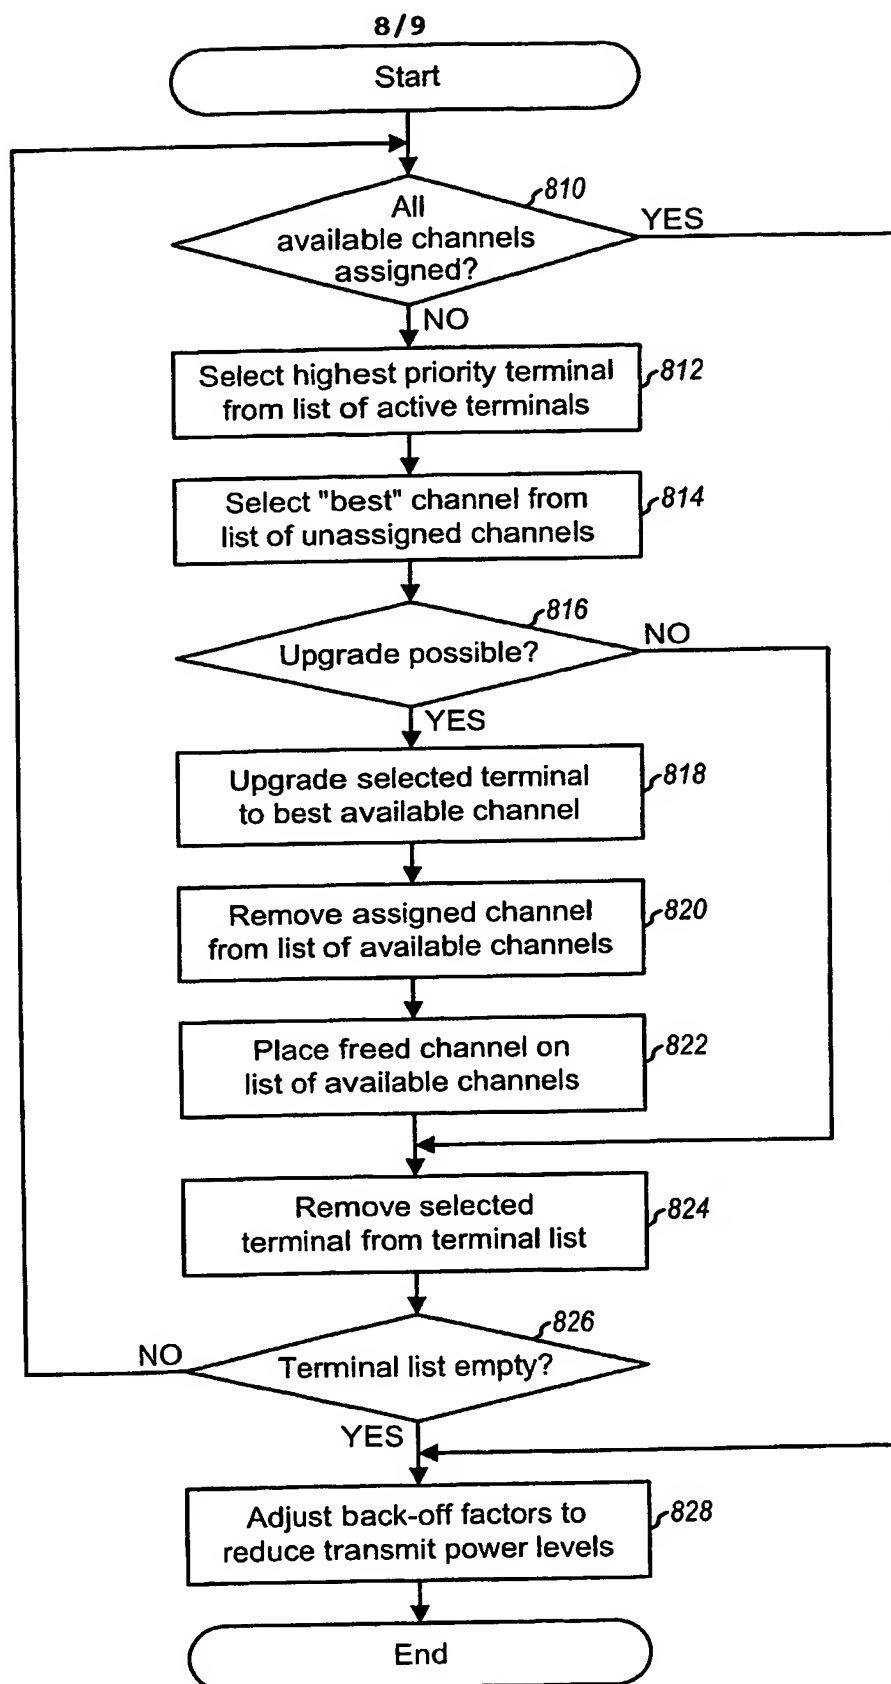 8/9
Start
810
All
available channels
assigned?
YES
NO
Select highest priority terminal
from list of active terminals
812
Select "best" channel from
list of unassigned channels
814
816
Upgrade possible?
NO
YES
Upgrade selected terminal
to best available channel
818
Remove assigned channel
from list of available channels
820
Place freed channel on
list of available channels
822
Remove selected
terminal from terminal list
824
826
NO
Terminal list empty?
YES
Adjust back-off factors to
reduce transmit power levels
828
End